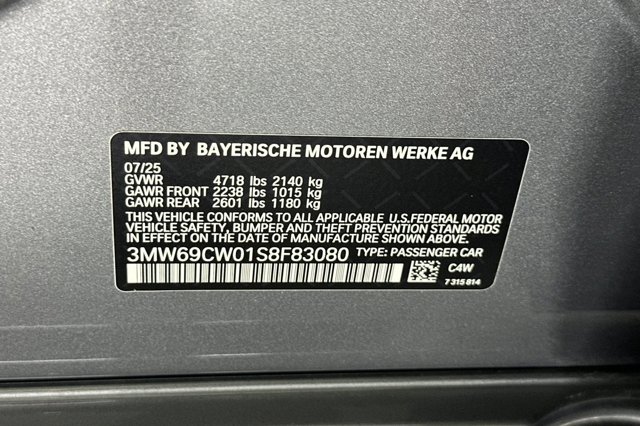 MFD BY BAYERISCHE MOTOREN WERKE AG
07/25
GVWR 4718 lbs 2140 kg
GAWR FRONT 2238 lbs 1015 kg
GAWR REAR 2601 lbs 1180 kg
THIS VEHICLE CONFORMS TO ALL APPLICABLE U.S.FEDERAL MOTOR
VEHICLE SAFETY, BUMPER, AND THEFT PREVENTION STANDARDS
IN EFFECT ON THE DATE OF MANUFACTURE SHOWN ABOVE.
3MW69CW01S8F83080 TYPE: PASSENGER CAR
C4W
7 315 814